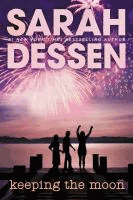 SARAH
#1 NEW YORK TIMES BESTSELLING AUTHOR
DESSEN
keeping the moon